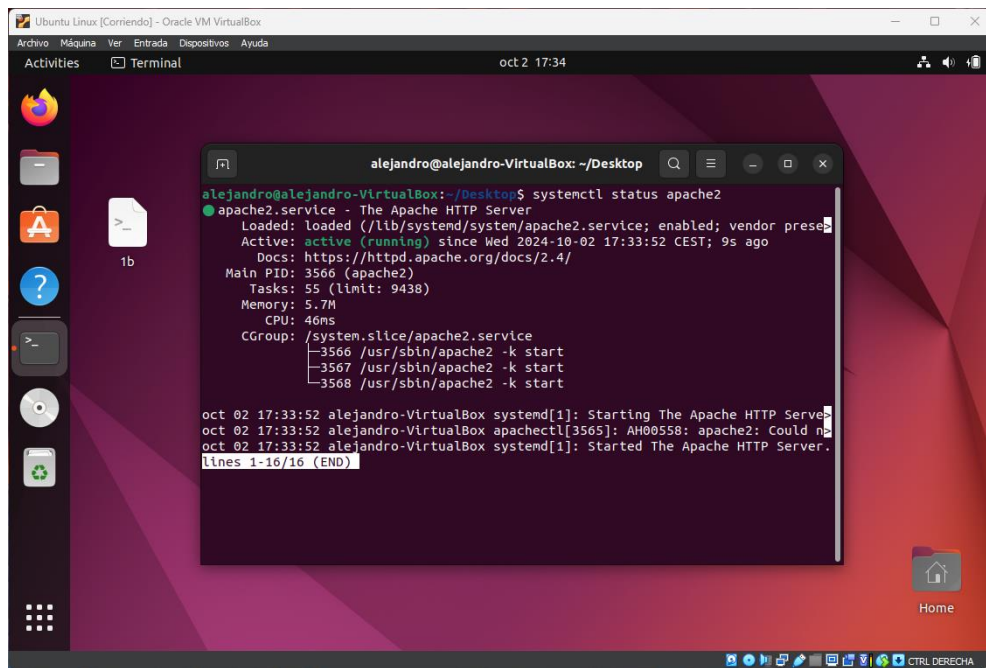 Ubuntu Linux [Corriendo] - Oracle VM VirtualBox
Archivo Máquina Ver Entrada Dispositivos Ayuda
Activities Terminal oct 2 17:34
alejandro@alejandro-VirtualBox: ~/Desktop
alejandro@alejandro-VirtualBox:~/Desktop$ systemctl status apache2
apache2.service - The Apache HTTP Server
Loaded: loaded (/lib/systemd/system/apache2.service; enabled; vendor prese>
Active: active (running) since Wed 2024-10-02 17:33:52 CEST; 9s ago
Docs: https://httpd.apache.org/docs/2.4/
Main PID: 3566 (apache2)
Tasks: 55 (limit: 9438)
Memory: 5.7M
CPU: 46ms
CGroup: /system.slice/apache2.service
├─3566 /usr/sbin/apache2 -k start
├─3567 /usr/sbin/apache2 -k start
└─3568 /usr/sbin/apache2 -k start
oct 02 17:33:52 alejandro-VirtualBox systemd[1]: Starting The Apache HTTP Serve>
oct 02 17:33:52 alejandro-VirtualBox apachectl[3565]: AH00558: apache2: Could n>
oct 02 17:33:52 alejandro-VirtualBox systemd[1]: Started The Apache HTTP Server.
lines 1-16/16 (END)
1b
Home
CTRL DERECHA